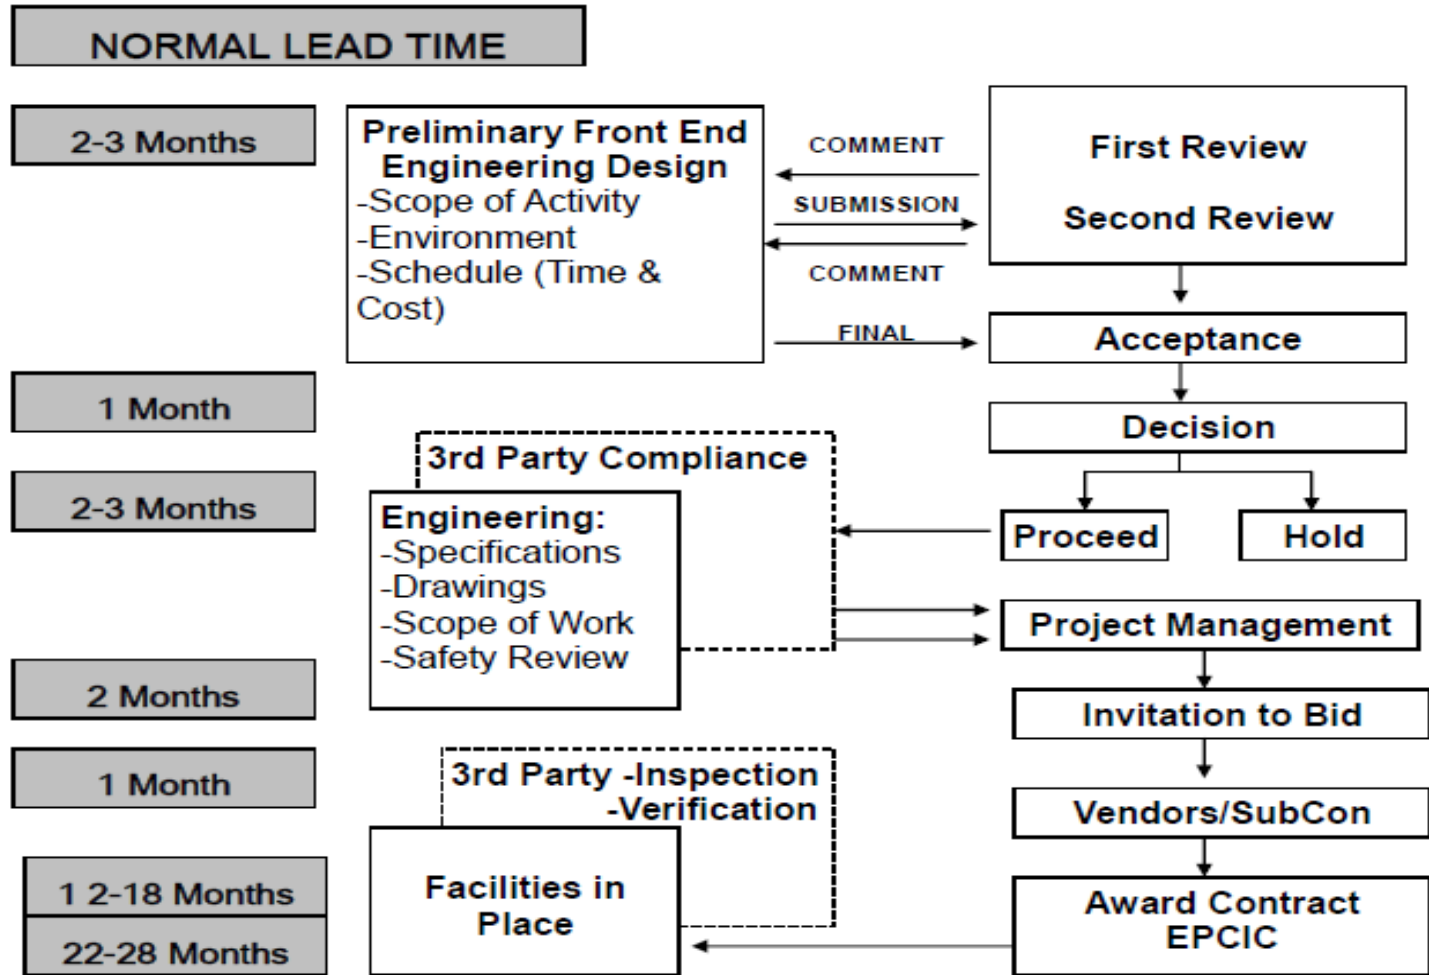 NORMAL LEAD TIME
2-3 Months
Preliminary Front End
Engineering Design
-Scope of Activity
-Environment
-Schedule (Time &
Cost)
COMMENT
SUBMISSION
COMMENT
FINAL
First Review
Second Review
Acceptance
1 Month
Decision
2-3 Months
3rd Party Compliance
Engineering:
-Specifications
-Drawings
-Scope of Work
-Safety Review
Proceed
Hold
Project Management
2 Months
Invitation to Bid
1 Month
3rd Party -Inspection
-Verification
Vendors/SubCon
1 2-18 Months
22-28 Months
Facilities in
Place
Award Contract
EPCIC